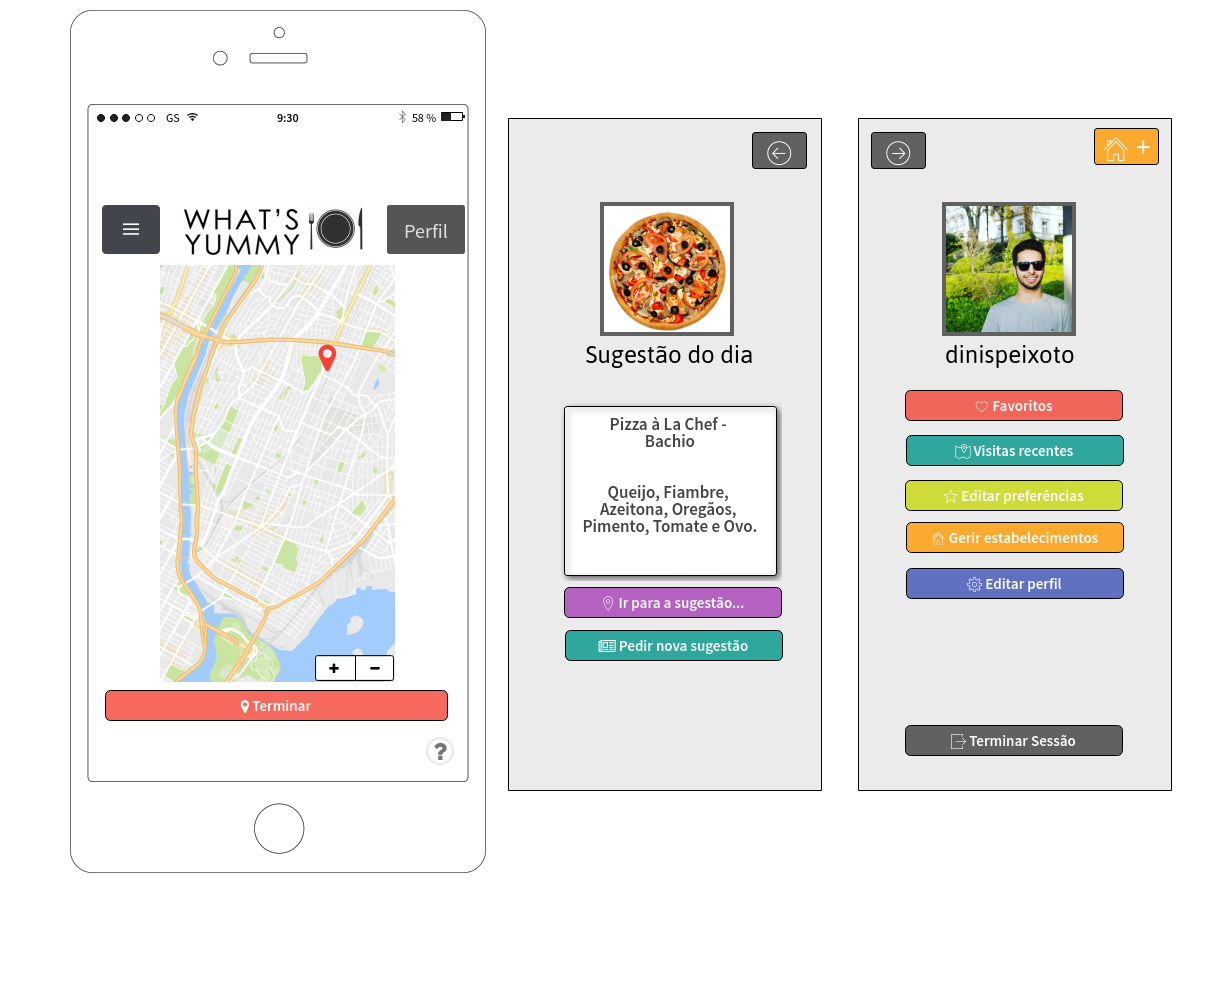 GS
9:30
58 %
WHAT'S
YUMMY
Perfil
+ −
Terminar
?
Sugestão do dia
Pizza à La Chef -
Bachio
Queijo, Fiambre,
Azeitona, Oregãos,
Pimento, Tomate e Ovo.
Ir para a sugestão...
Pedir nova sugestão
+
dinispeixoto
Favoritos
Visitas recentes
Editar preferências
Gerir estabelecimentos
Editar perfil
Terminar Sessão